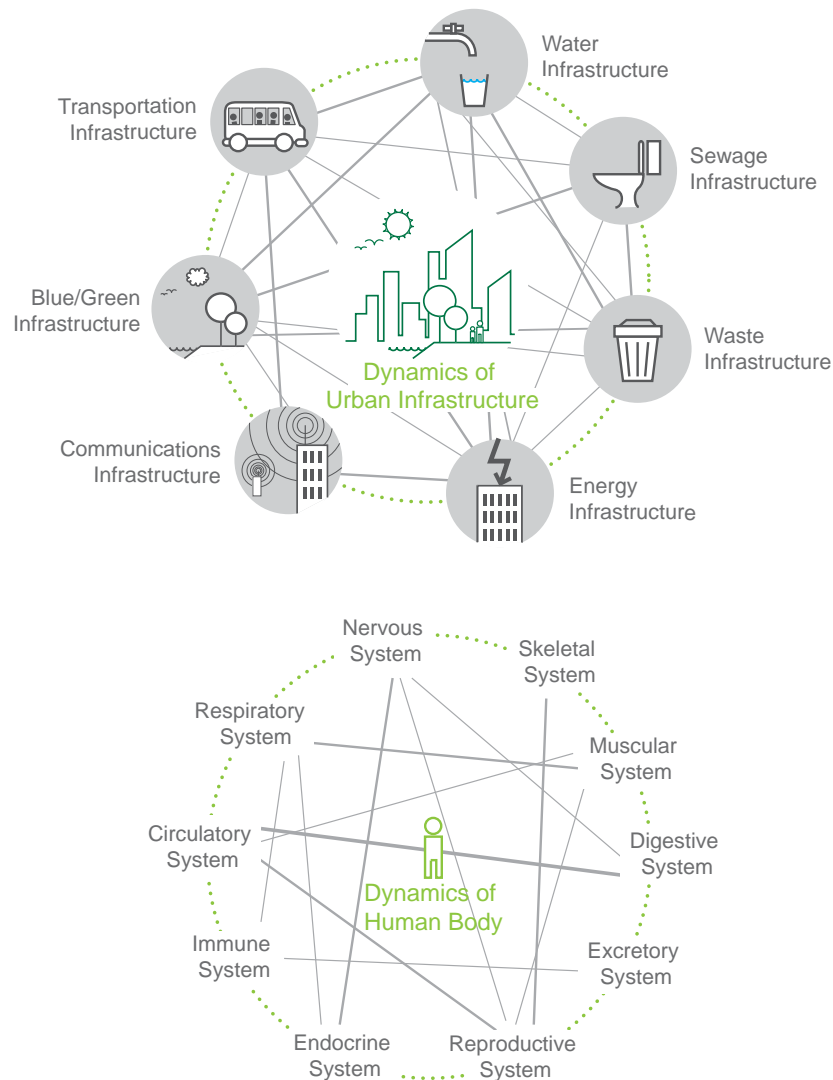 Water
Infrastructure
Transportation
Infrastructure
Sewage
Infrastructure
Blue/Green
Infrastructure
Waste
Infrastructure
Dynamics of
Urban Infrastructure
Communications
Infrastructure
Energy
Infrastructure
Nervous
System
Skeletal
System
Respiratory
System
Muscular
System
Circulatory
System
Digestive
System
Dynamics of
Human Body
Immune
System
Excretory
System
Endocrine
System
Reproductive
System